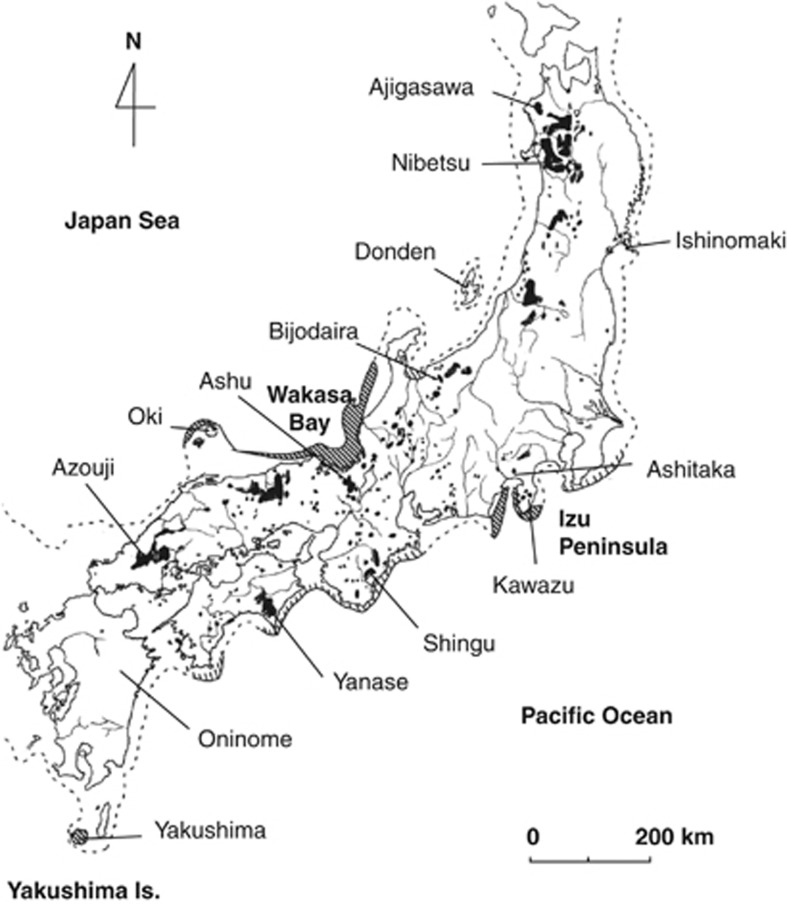 N
Ajigasawa
Nibetsu
Japan Sea
Ishinomaki
Donden
Bijodaira
Ashu
Wakasa
Bay
Oki
Azouji
Ashitaka
Izu
Peninsula
Kawazu
Shingu
Yanase
Pacific Ocean
Oninome
Yakushima
0 200 km
Yakushima Is.